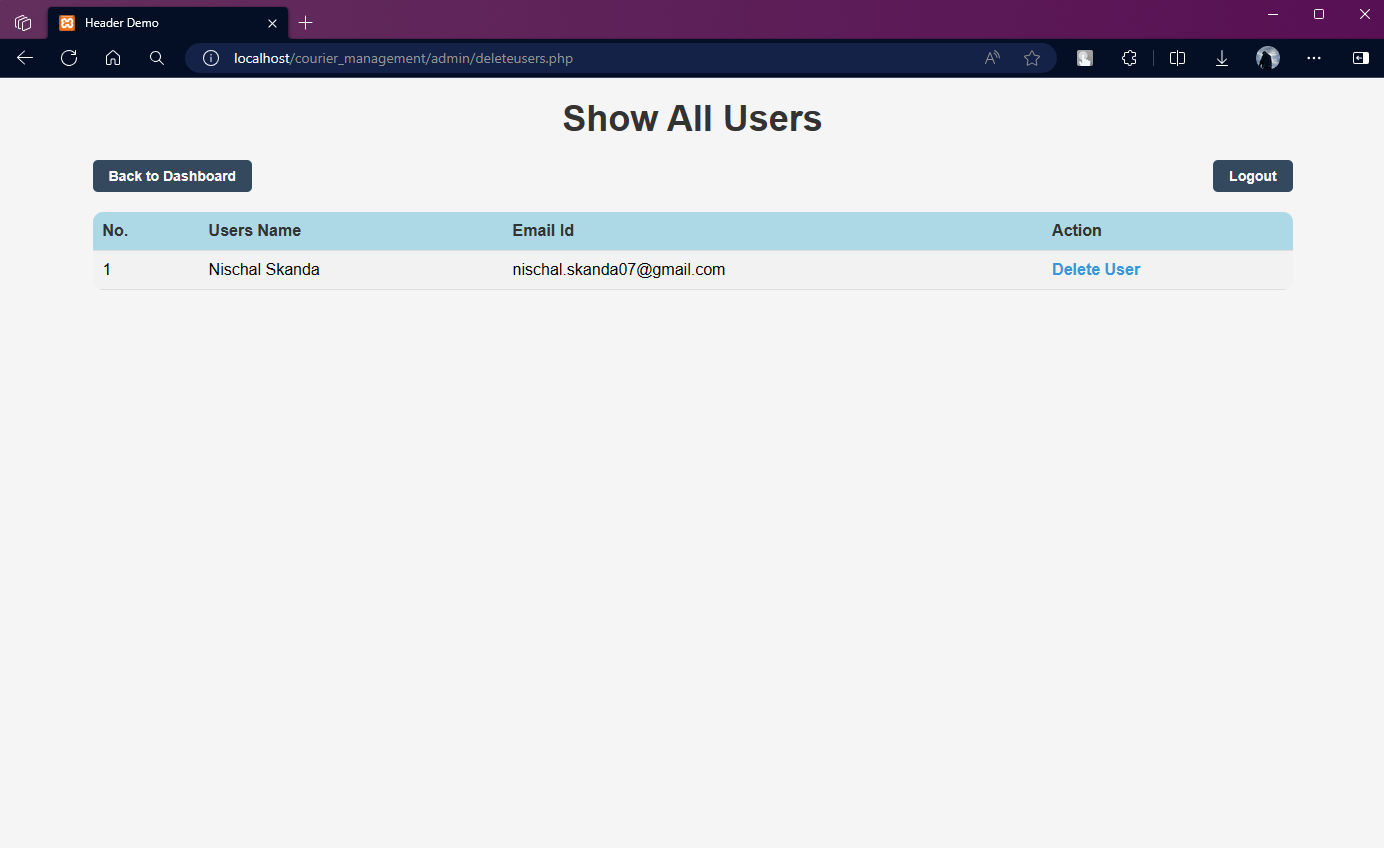 Header Demo
localhost/courier_management/admin/deleteusers.php
Show All Users
Back to Dashboard
Logout
No. Users Name Email Id Action
1 Nischal Skanda nischal.skanda07@gmail.com Delete User